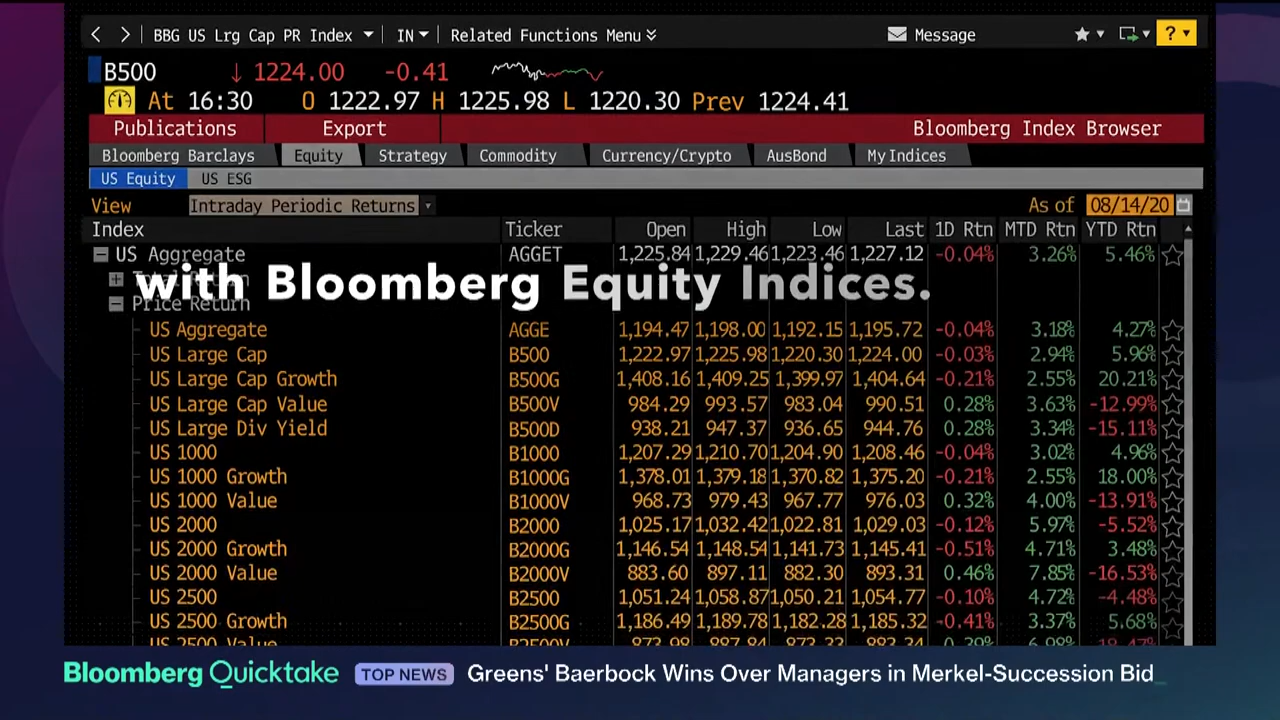 BBG US Lrg Cap PR Index IN Related Functions Menu Message ?
B500 ↓ 1224.00 -0.41
At 16:30 O 1222.97 H 1225.98 L 1220.30 Prev 1224.41
Publications Export Bloomberg Index Browser
Bloomberg Barclays Equity Strategy Commodity Currency/Crypto AusBond My Indices
US Equity US ESG
View Intraday Periodic Returns As of 08/14/20
Index Ticker Open High Low Last 1D Rtn MTD Rtn YTD Rtn
US Aggregate AGGET 1,225.84 1,229.46 1,223.46 1,227.12 -0.04% 3.26% 5.46%
with Bloomberg Equity Indices.
Price Return
US Aggregate AGGE 1,194.47 1,198.00 1,192.15 1,195.72 -0.04% 3.18% 4.27%
US Large Cap B500 1,222.97 1,225.98 1,220.30 1,224.00 -0.03% 2.94% 5.96%
US Large Cap Growth B500G 1,408.16 1,409.25 1,399.97 1,404.64 -0.21% 2.55% 20.21%
US Large Cap Value B500V 984.29 993.57 983.04 990.51 0.28% 3.63% -12.99%
US Large Div Yield B500D 938.21 947.37 936.65 944.76 0.28% 3.34% -15.11%
US 1000 B1000 1,207.29 1,210.70 1,204.90 1,208.46 -0.04% 3.02% 4.96%
US 1000 Growth B1000G 1,378.01 1,379.18 1,370.82 1,375.20 -0.21% 2.55% 18.00%
US 1000 Value B1000V 968.73 979.43 967.77 976.03 0.32% 4.00% -13.91%
US 2000 B2000 1,025.17 1,032.42 1,022.81 1,029.03 -0.12% 5.97% -5.52%
US 2000 Growth B2000G 1,146.54 1,148.54 1,141.73 1,145.41 -0.51% 4.71% 3.48%
US 2000 Value B2000V 883.60 897.11 882.30 893.31 0.46% 7.85% -16.53%
US 2500 B2500 1,051.24 1,058.87 1,050.21 1,054.77 -0.10% 4.72% -4.48%
US 2500 Growth B2500G 1,186.49 1,189.78 1,182.28 1,185.32 -0.41% 3.37% 5.68%
US 2500 Value B2500V
Bloomberg Quicktake TOP NEWS Greens' Baerbock Wins Over Managers in Merkel-Succession Bid_